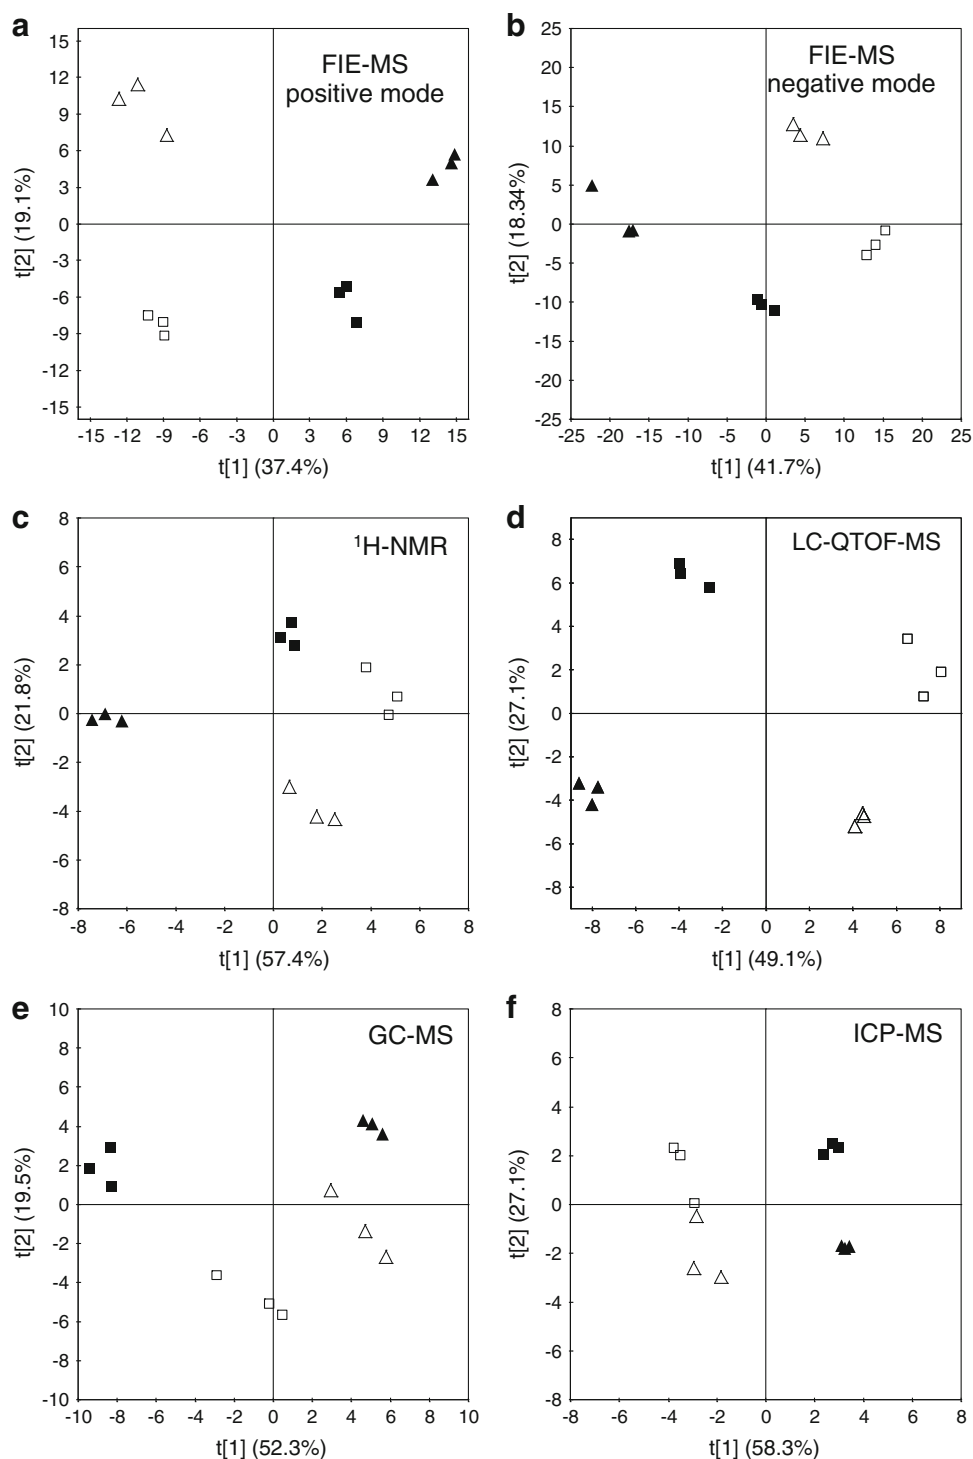 a
FIE-MS
positive mode
15
12
9
6
3
0
-3
-6
-9
-12
-15
t[2] (19.1%)
-15 -12 -9 -6 -3 0 3 6 9 12 15
t[1] (37.4%)
b
FIE-MS
negative mode
25
20
15
10
5
0
-5
-10
-15
-20
-25
t[2] (18.34%)
-25 -20 -15 -10 -5 0 5 10 15 20 25
t[1] (41.7%)
c
¹H-NMR
8
6
4
2
0
-2
-4
-6
-8
t[2] (21.8%)
-8 -6 -4 -2 0 2 4 6 8
t[1] (57.4%)
d
LC-QTOF-MS
8
6
4
2
0
-2
-4
-6
-8
t[2] (27.1%)
-8 -6 -4 -2 0 2 4 6 8
t[1] (49.1%)
e
GC-MS
10
8
6
4
2
0
-2
-4
-6
-8
-10
t[2] (19.5%)
-10 -8 -6 -4 -2 0 2 4 6 8 10
t[1] (52.3%)
f
ICP-MS
8
6
4
2
0
-2
-4
-6
-8
t[2] (27.1%)
-8 -6 -4 -2 0 2 4 6 8
t[1] (58.3%)